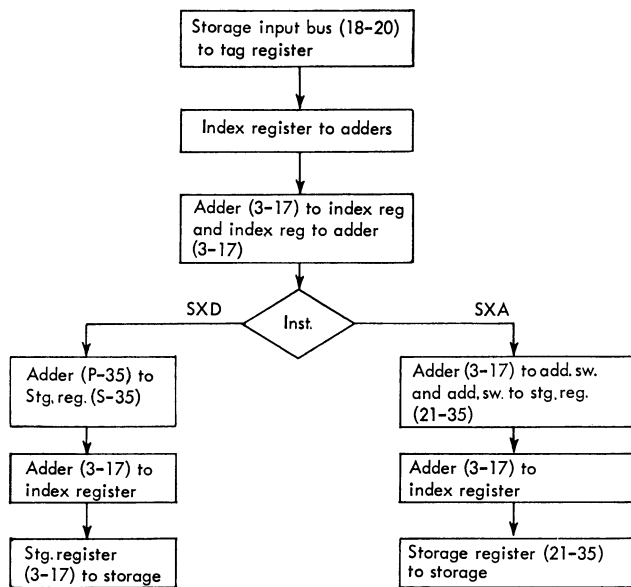 Storage input bus (18-20)
to tag register
Index register to adders
Adder (3-17) to index reg
and index reg to adder
(3-17)
Inst.
SXD
SXA
Adder (P-35) to
Stg. reg. (S-35)
Adder (3-17) to
index register
Stg. register
(3-17) to storage
Adder (3-17) to add. sw.
and add. sw. to stg. reg.
(21-35)
Adder (3-17) to
index register
Storage register (21-35)
to storage